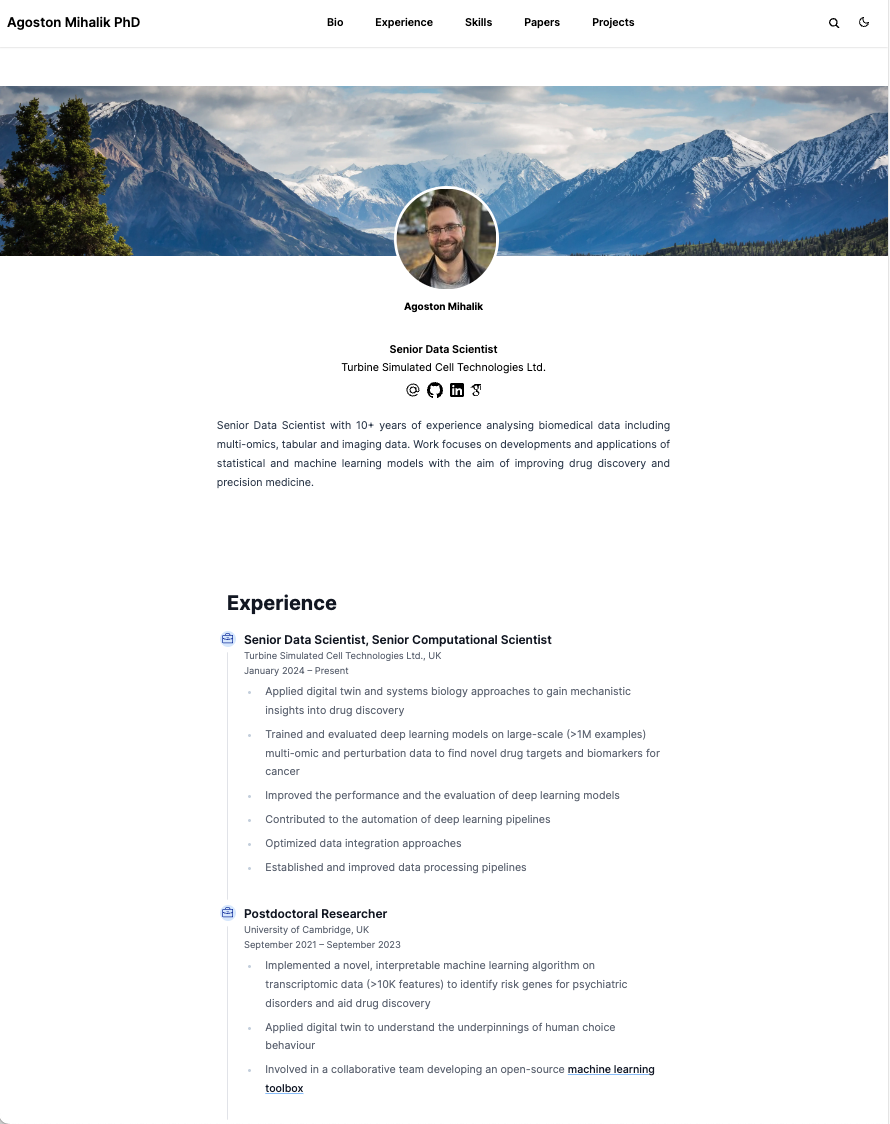 Agoston Mihalik PhD
Bio Experience Skills Papers Projects
Agoston Mihalik
Senior Data Scientist
Turbine Simulated Cell Technologies Ltd.
Senior Data Scientist with 10+ years of experience analysing biomedical data including
multi-omics, tabular and imaging data. Work focuses on developments and applications of
statistical and machine learning models with the aim of improving drug discovery and
precision medicine.
Experience
Senior Data Scientist, Senior Computational Scientist
Turbine Simulated Cell Technologies Ltd., UK
January 2024 – Present
Applied digital twin and systems biology approaches to gain mechanistic
insights into drug discovery
Trained and evaluated deep learning models on large-scale (>1M examples)
multi-omic and perturbation data to find novel drug targets and biomarkers for
cancer
Improved the performance and the evaluation of deep learning models
Contributed to the automation of deep learning pipelines
Optimized data integration approaches
Established and improved data processing pipelines
Postdoctoral Researcher
University of Cambridge, UK
September 2021 – September 2023
Implemented a novel, interpretable machine learning algorithm on
transcriptomic data (>10K features) to identify risk genes for psychiatric
disorders and aid drug discovery
Applied digital twin to understand the underpinnings of human choice
behaviour
Involved in a collaborative team developing an open-source machine learning
toolbox